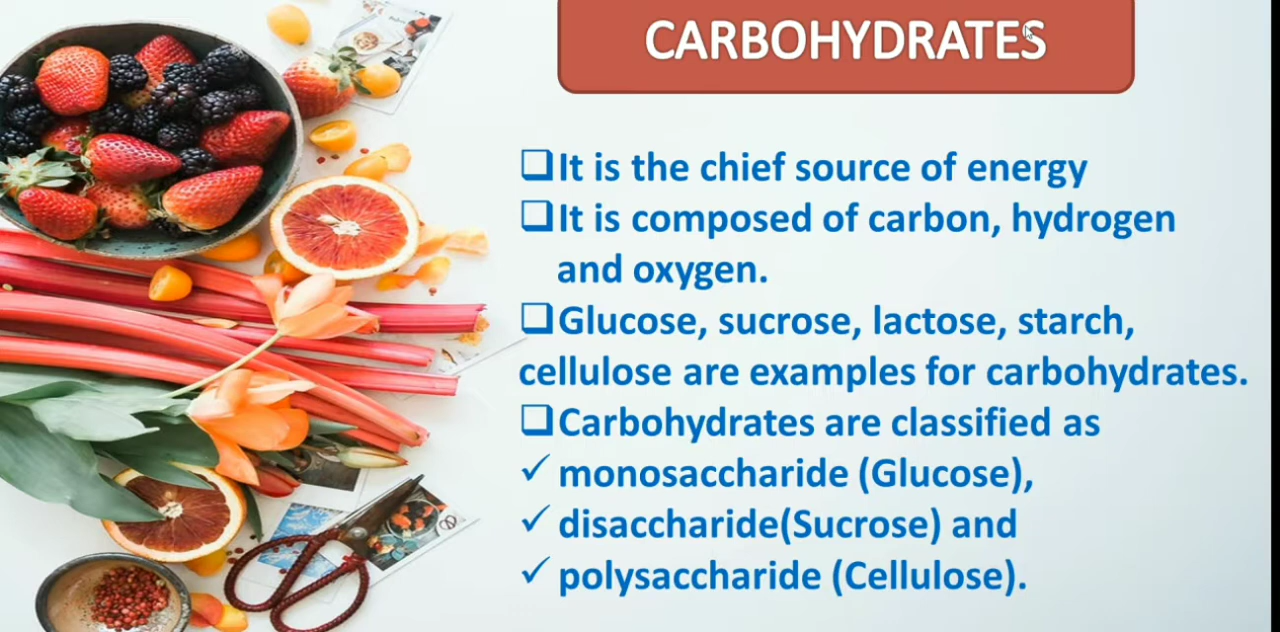 CARBOHYDRATES
❑It is the chief source of energy
❑It is composed of carbon, hydrogen
and oxygen.
❑Glucose, sucrose, lactose, starch,
cellulose are examples for carbohydrates.
❑Carbohydrates are classified as
✓ monosaccharide (Glucose),
✓ disaccharide(Sucrose) and
✓ polysaccharide (Cellulose).